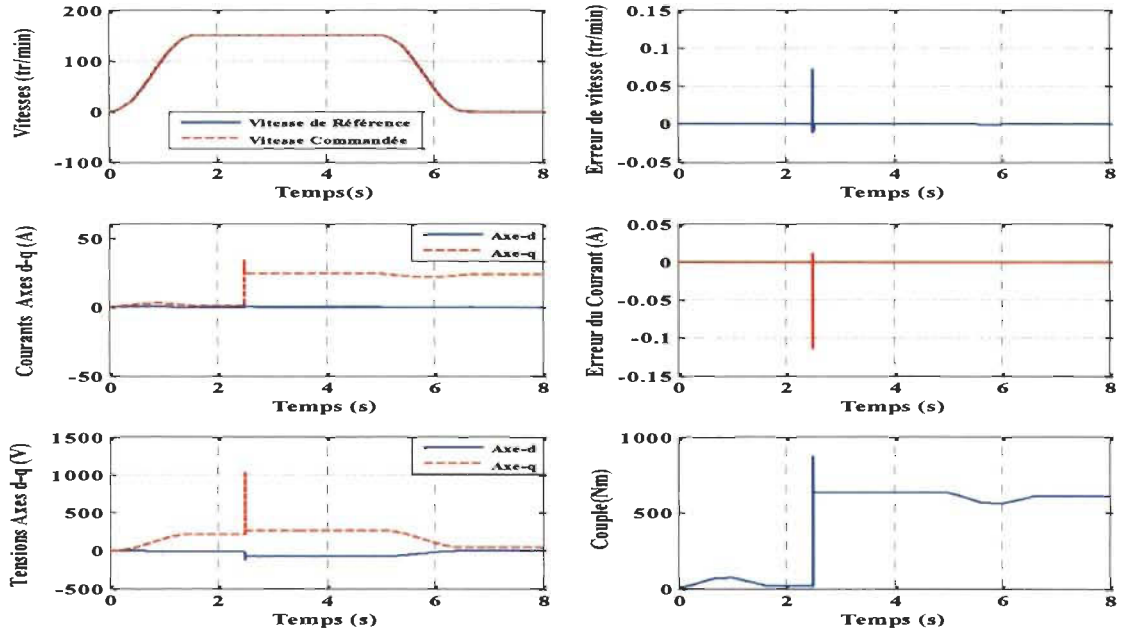 Vitesses (tr/min)
200
100
0
-100
Vitesse de Référence
Vitesse Commandée
0 2 4 6 8
Temps(s)
Erreur de vitesse (tr/min)
0.15
0.1
0.05
0
-0.05
0 2 4 6 8
Temps (s)
Courants Axes d-q (A)
50
0
-50
Axe-d
Axe-q
0 2 4 6 8
Temps (s)
Erreur du Courant (A)
0.05
0
-0.05
-0.1
-0.15
0 2 4 6 8
Temps (s)
Tensions Axes d-q (V)
1500
1000
500
0
-500
Axe-d
Axe-q
0 2 4 6 8
Temps (s)
Couple(Nm)
1000
500
0
0 2 4 6 8
Temps (s)